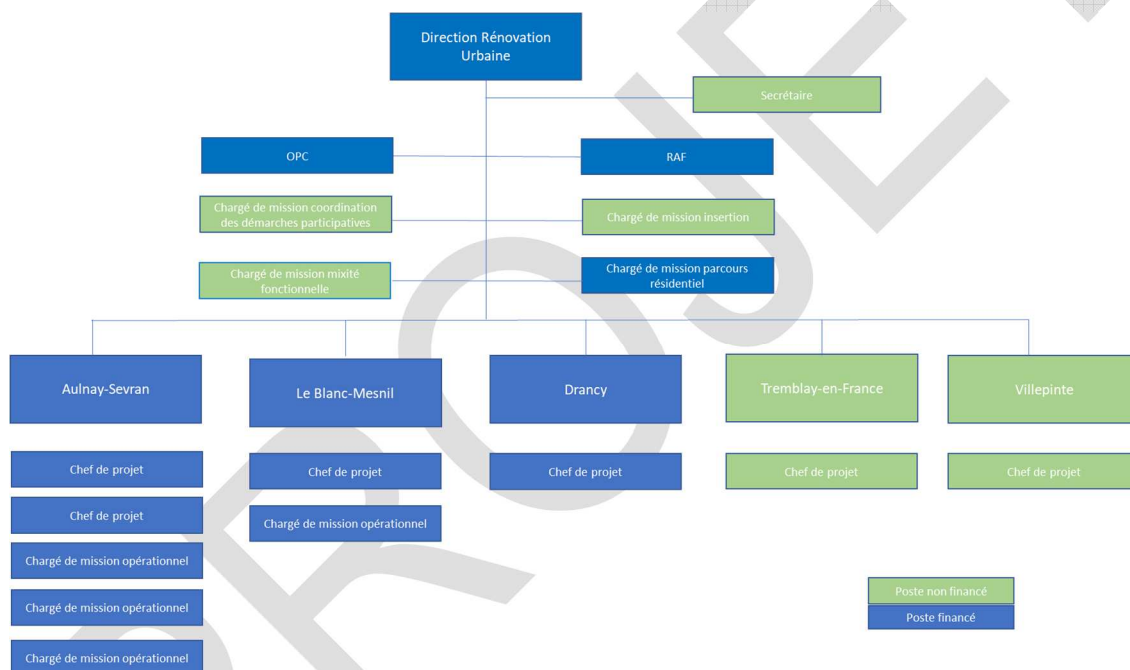 Direction Rénovation
Urbaine
Secrétaire
OPC
RAF
Chargé de mission coordination
des démarches participatives
Chargé de mission insertion
Chargé de mission mixité
fonctionnelle
Chargé de mission parcours
résidentiel
Aulnay-Sevran
Le Blanc-Mesnil
Drancy
Tremblay-en-France
Villepinte
Chef de projet
Chef de projet
Chef de projet
Chef de projet
Chef de projet
Chef de projet
Chargé de mission opérationnel
Chargé de mission opérationnel
Chargé de mission opérationnel
Chargé de mission opérationnel
Poste non financé
Poste financé
PROJE